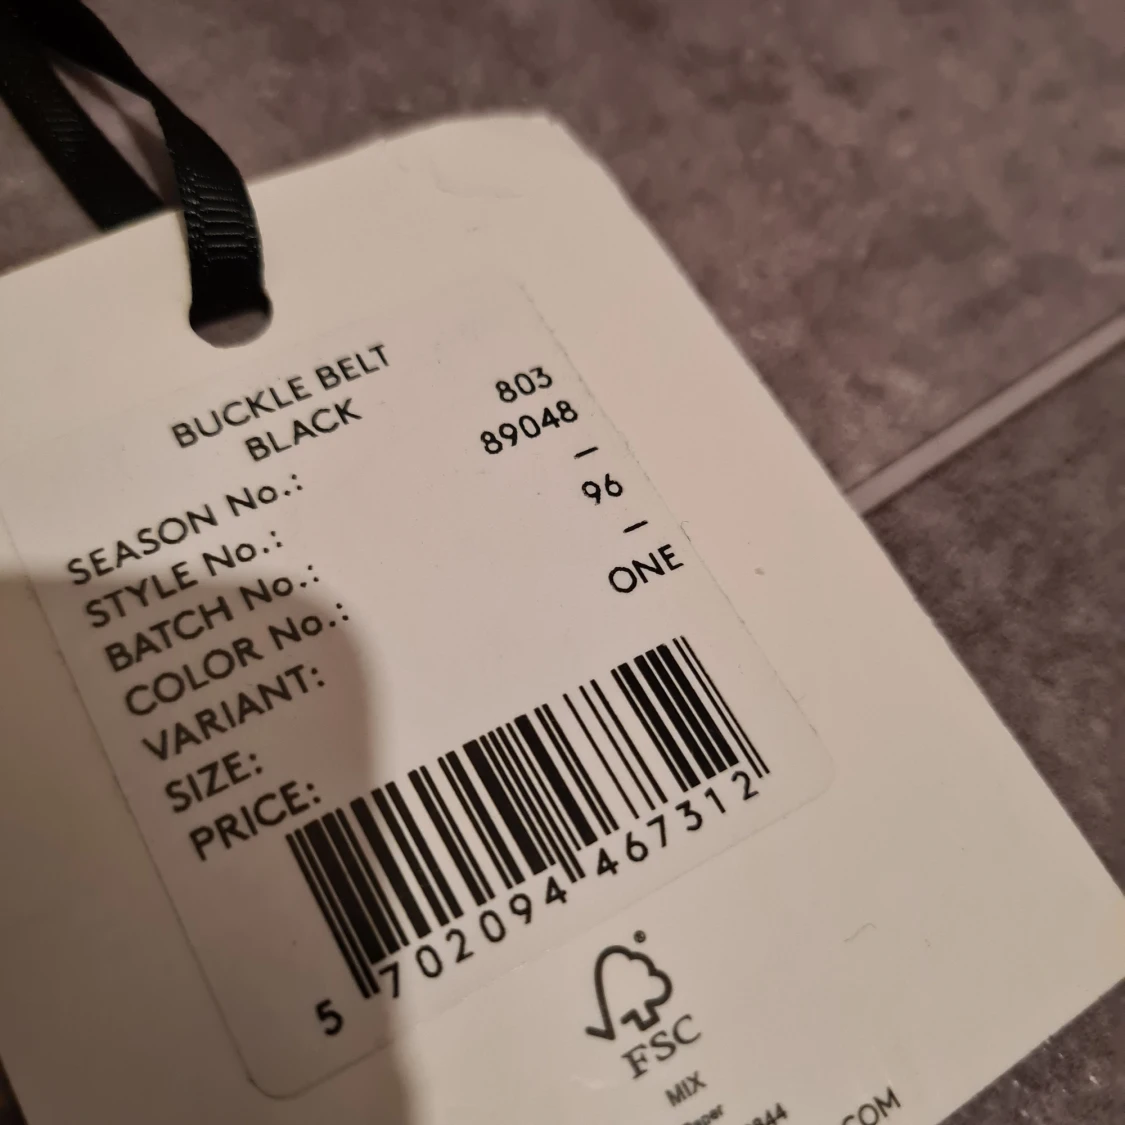 BUCKLE BELT
BLACK
SEASON No.: 803
STYLE No.: 89048
BATCH No.: –
COLOR No.: 96
VARIANT: –
SIZE: ONE
PRICE:
5 702094 467312
®
FSC
MIX
.COM